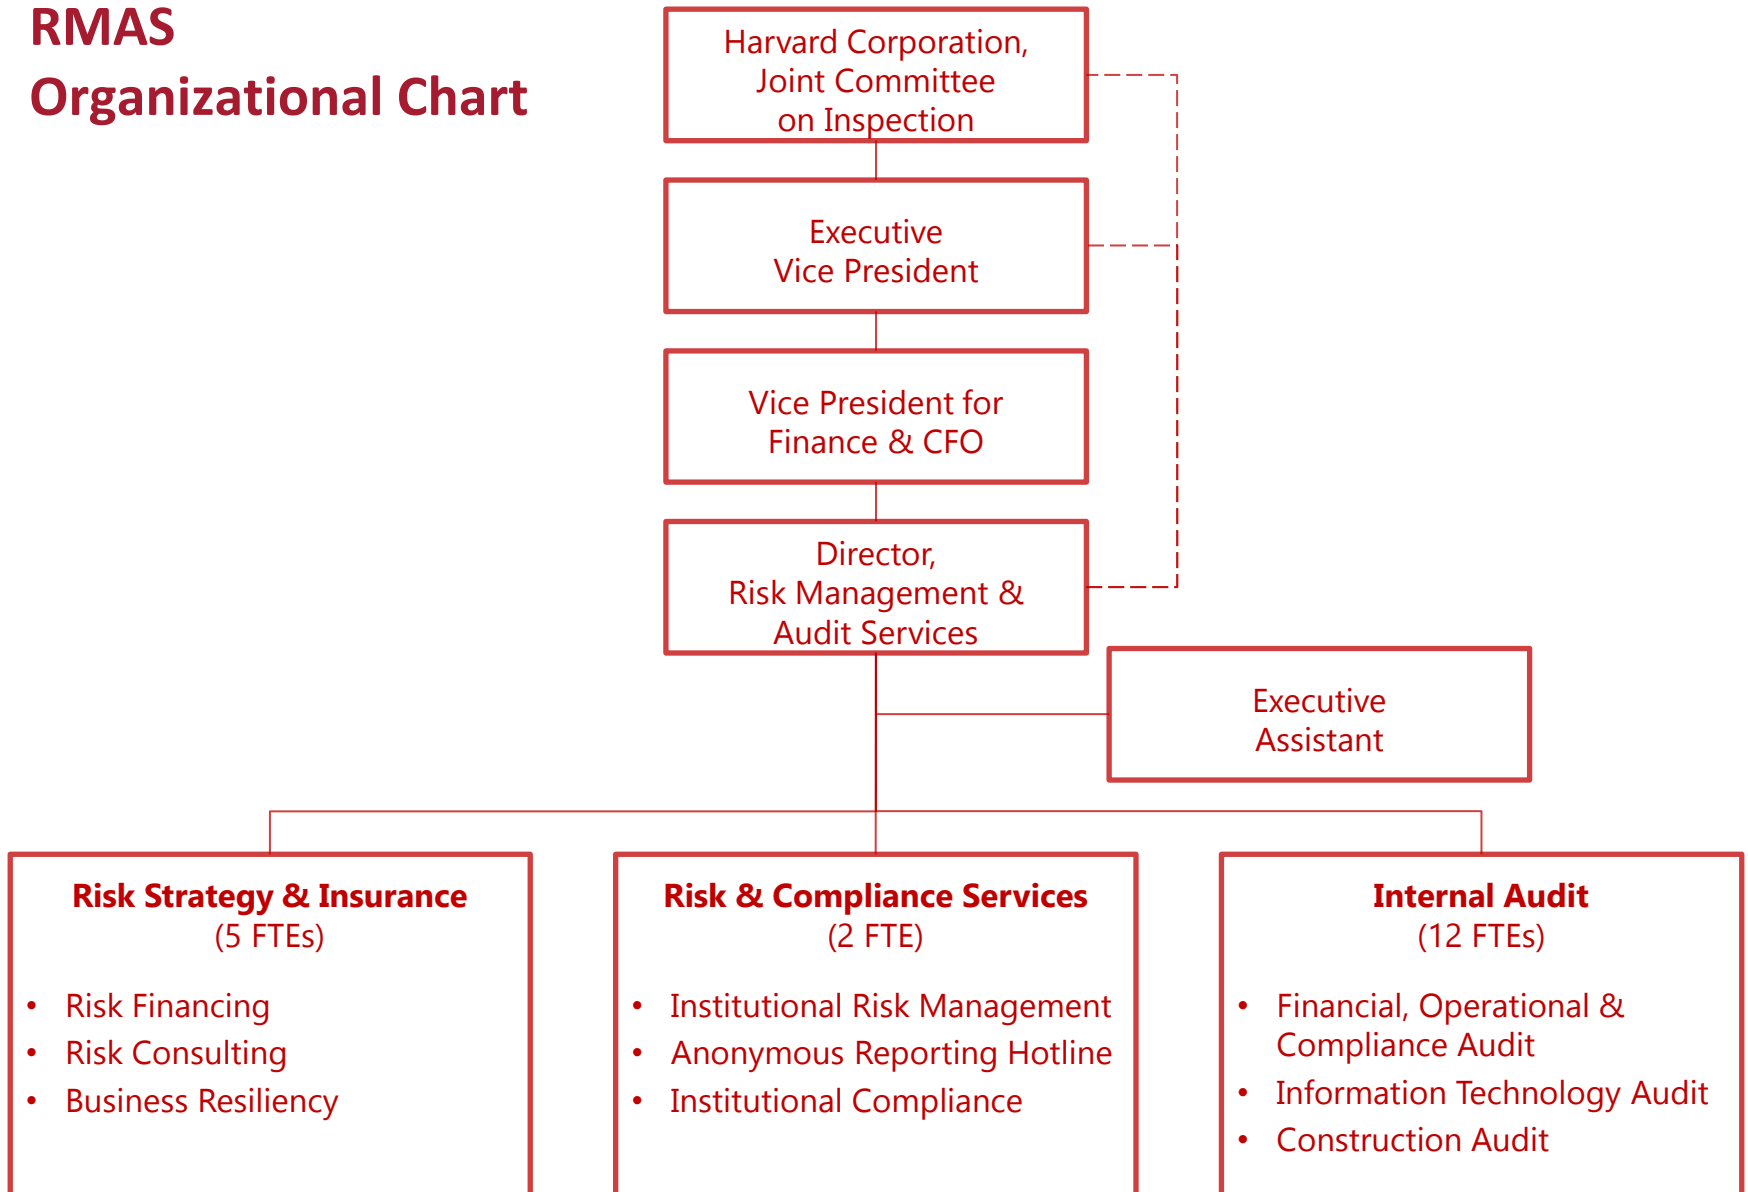 RMAS
Organizational Chart
Harvard Corporation,
Joint Committee
on Inspection
Executive
Vice President
Vice President for
Finance & CFO
Director,
Risk Management &
Audit Services
Executive
Assistant
Risk Strategy & Insurance
(5 FTEs)
• Risk Financing
• Risk Consulting
• Business Resiliency
Risk & Compliance Services
(2 FTE)
• Institutional Risk Management
• Anonymous Reporting Hotline
• Institutional Compliance
Internal Audit
(12 FTEs)
• Financial, Operational &
Compliance Audit
• Information Technology Audit
• Construction Audit